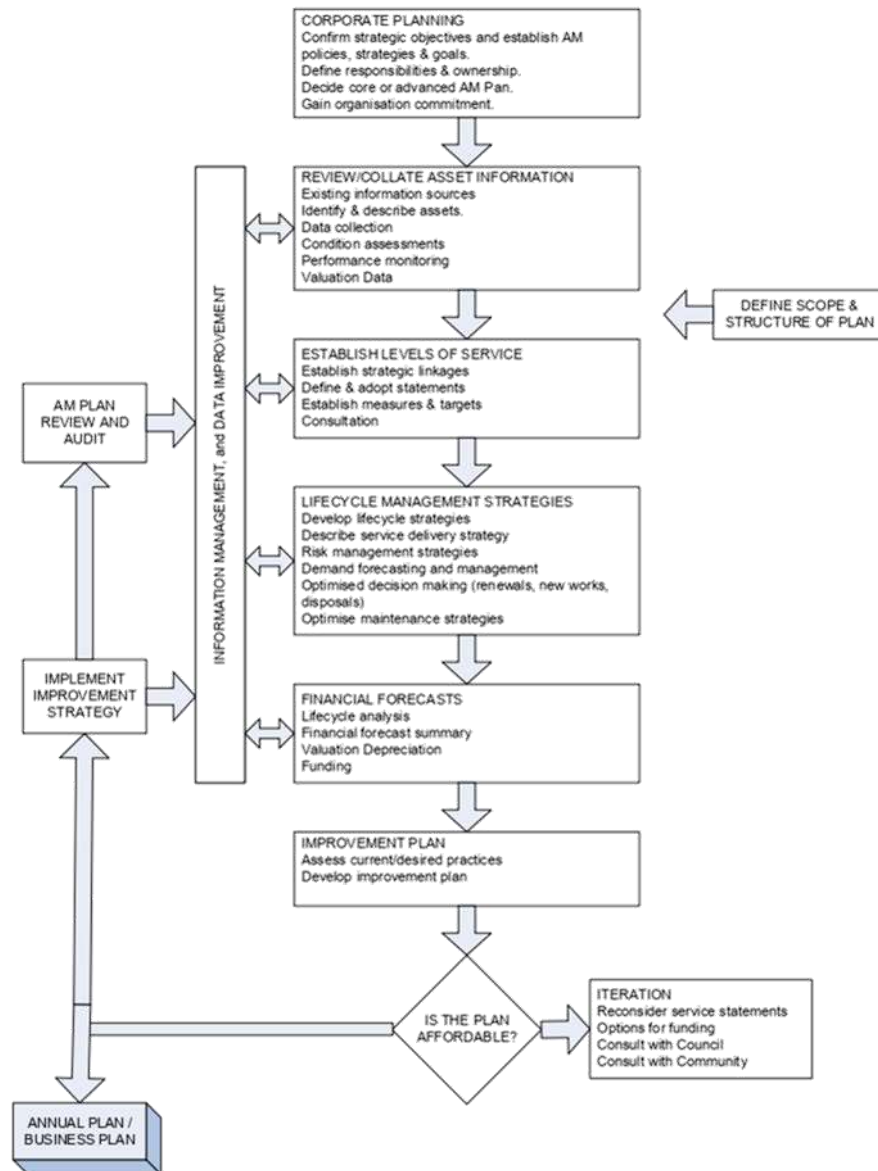 CORPORATE PLANNING
Confirm strategic objectives and establish AM
policies, strategies & goals.
Define responsibilities & ownership.
Decide core or advanced AM Pan.
Gain organisation commitment.
REVIEW/COLLATE ASSET INFORMATION
Existing information sources
Identify & describe assets.
Data collection
Condition assessments
Performance monitoring
Valuation Data
DEFINE SCOPE &
STRUCTURE OF PLAN
INFORMATION MANAGEMENT, and DATA IMPROVEMENT
ESTABLISH LEVELS OF SERVICE
Establish strategic linkages
Define & adopt statements
Establish measures & targets
Consultation
AM PLAN
REVIEW AND
AUDIT
LIFECYCLE MANAGEMENT STRATEGIES
Develop lifecycle strategies
Describe service delivery strategy
Risk management strategies
Demand forecasting and management
Optimised decision making (renewals, new works,
disposals)
Optimise maintenance strategies
IMPLEMENT
IMPROVEMENT
STRATEGY
FINANCIAL FORECASTS
Lifecycle analysis
Financial forecast summary
Valuation Depreciation
Funding
IMPROVEMENT PLAN
Assess current/desired practices
Develop improvement plan
IS THE PLAN
AFFORDABLE?
ITERATION
Reconsider service statements
Options for funding
Consult with Council
Consult with Community
ANNUAL PLAN /
BUSINESS PLAN